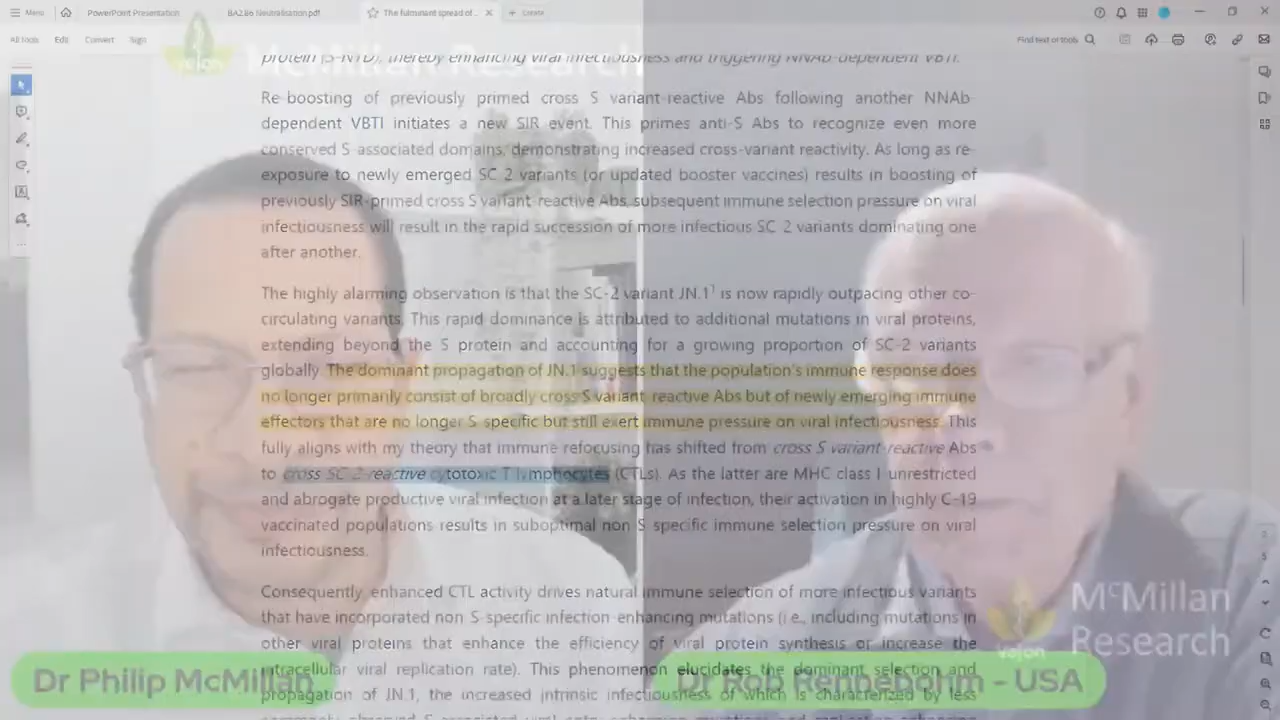 Menu
PowerPoint Presentation
BA2.86 Neutralisation.pdf
The fulminant spread of ...
Create
All tools
Edit
Convert
Sign
Find text or tools
vejon
McMillan Research
protein (S-NTD), thereby enhancing viral infectiousness and triggering NNAb-dependent VBTI.
Re-boosting of previously primed cross S variant-reactive Abs following another NNAb-
dependent VBTI initiates a new SIR event. This primes anti-S Abs to recognize even more
conserved S-associated domains, demonstrating increased cross-variant reactivity. As long as re-
exposure to newly emerged SC-2 variants (or updated booster vaccines) results in boosting of
previously SIR-primed cross S variant-reactive Abs, subsequent immune selection pressure on viral
infectiousness will result in the rapid succession of more infectious SC-2 variants dominating one
after another.
The highly alarming observation is that the SC-2 variant JN.1¹ is now rapidly outpacing other co-
circulating variants. This rapid dominance is attributed to additional mutations in viral proteins,
extending beyond the S protein and accounting for a growing proportion of SC-2 variants
globally. The dominant propagation of JN.1 suggests that the population's immune response does
no longer primarily consist of broadly cross S variant-reactive Abs but of newly emerging immune
effectors that are no longer S-specific but still exert immune pressure on viral infectiousness. This
fully aligns with my theory that immune refocusing has shifted from cross S variant-reactive Abs
to cross SC-2-reactive cytotoxic T lymphocytes (CTLs). As the latter are MHC class I-unrestricted
and abrogate productive viral infection at a later stage of infection, their activation in highly C-19
vaccinated populations results in suboptimal non-S-specific immune selection pressure on viral
infectiousness.
Consequently, enhanced CTL activity drives natural immune selection of more infectious variants
that have incorporated non-S-specific infection-enhancing mutations (i.e., including mutations in
other viral proteins that enhance the efficiency of viral protein synthesis or increase the
intracellular viral replication rate). This phenomenon elucidates the dominant selection and
propagation of JN.1, the increased intrinsic infectiousness of which is characterized by less
McMillan
Research
vejon
Dr Philip McMillan
Dr Rob Rennebohm - USA